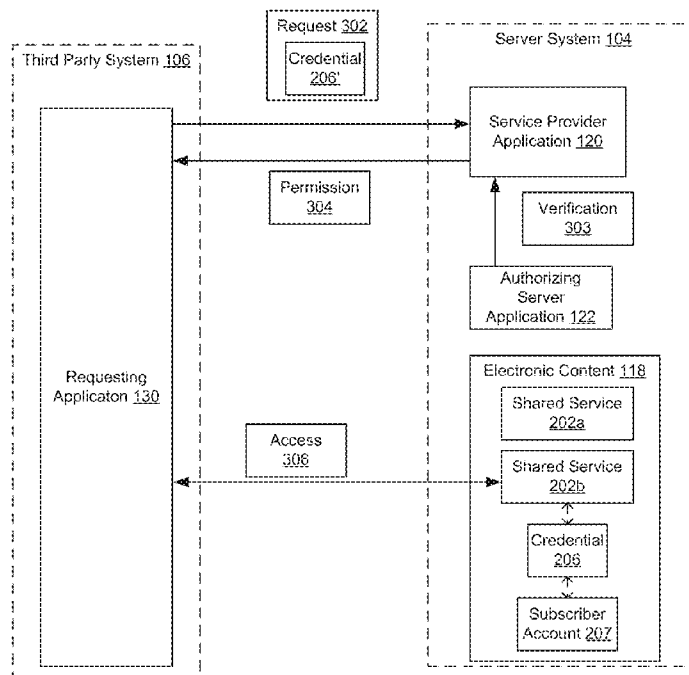 Request 302
Credential
206'
Third Party System 106
Server System 104
Service Provider
Application 120
Permission
304
Verification
303
Authorizing
Server
Application 122
Requesting
Applicaton 130
Electronic Content 118
Shared Service
202a
Access
306
Shared Service
202b
Credential
206
Subscriber
Account 207